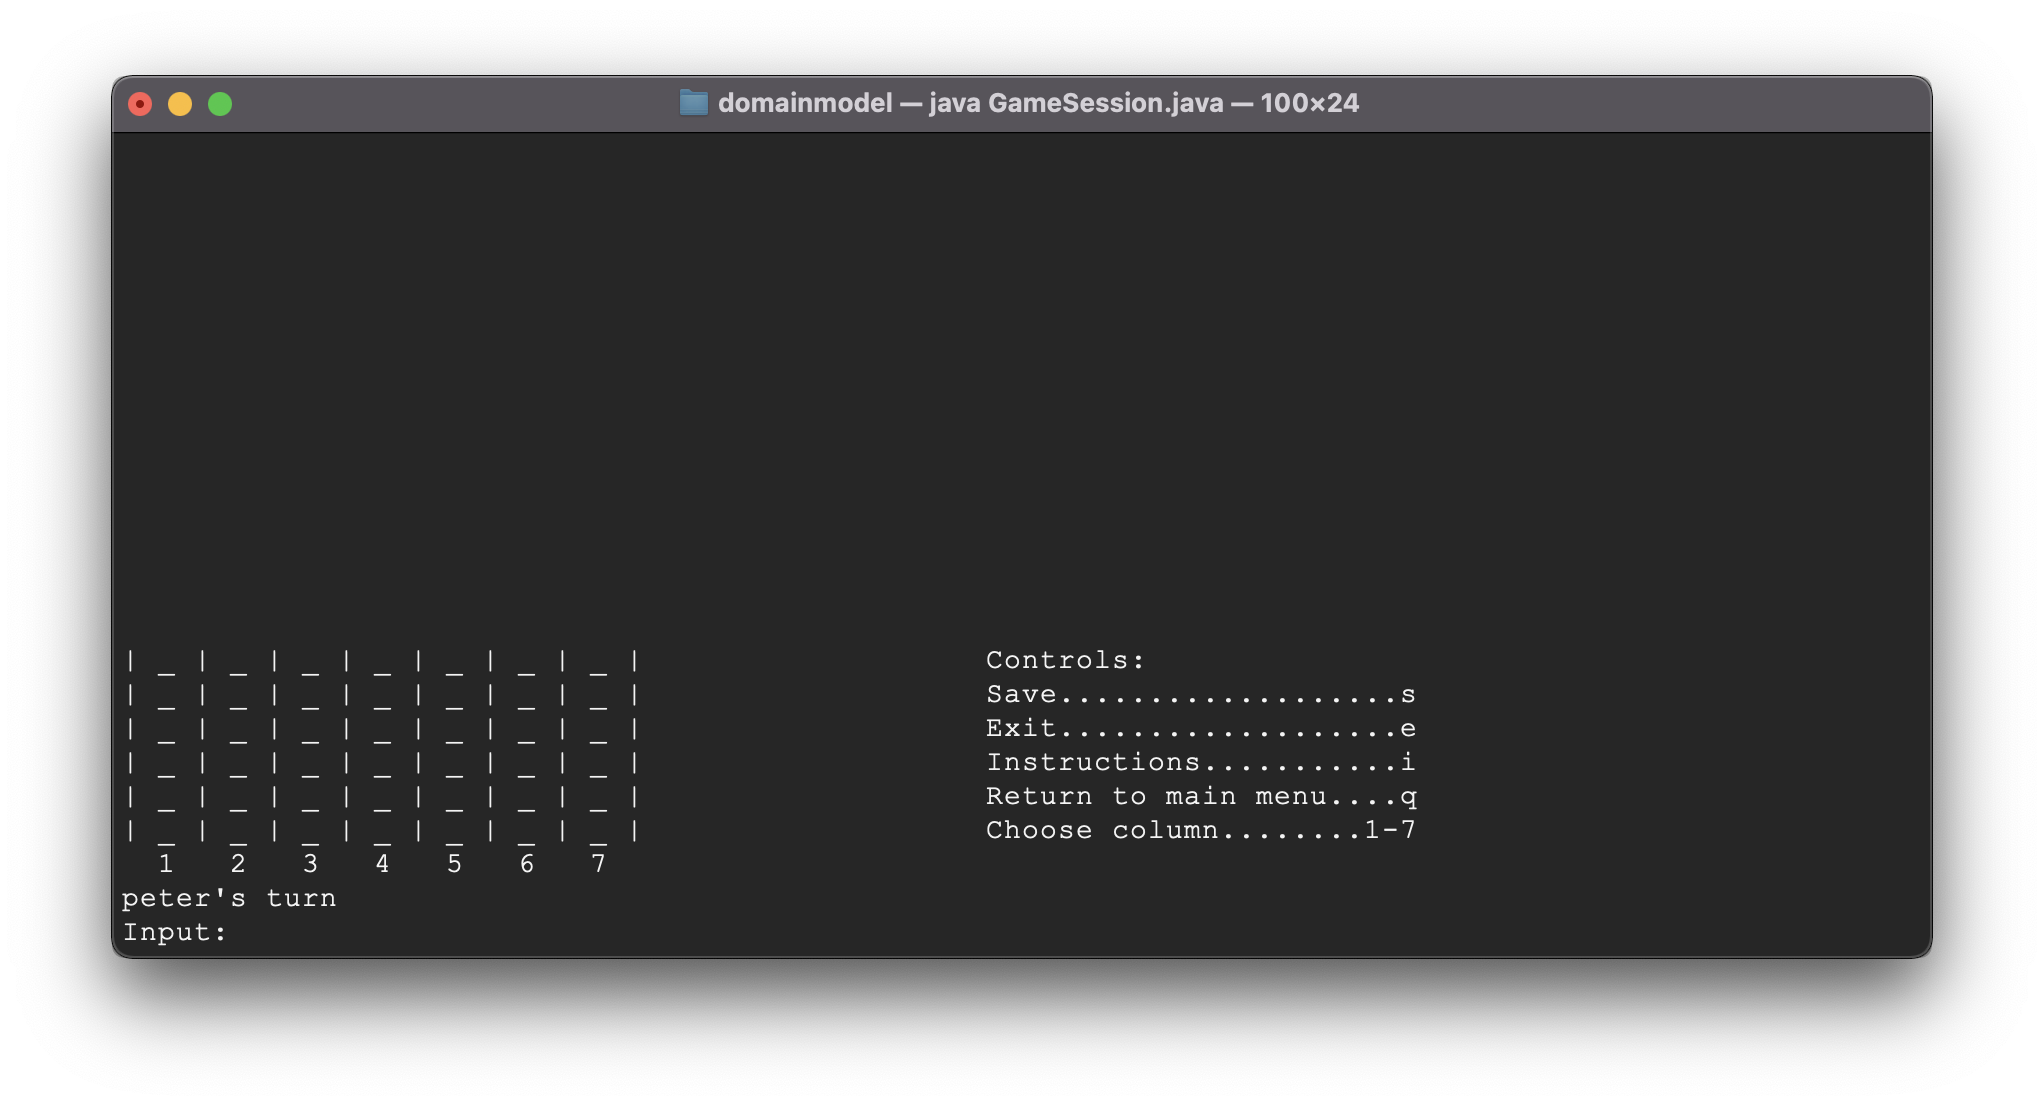 domainmodel — java GameSession.java — 100×24
| _ | _ | _ | _ | _ | _ | _ |                   Controls:
| _ | _ | _ | _ | _ | _ | _ |                   Save...................s
| _ | _ | _ | _ | _ | _ | _ |                   Exit...................e
| _ | _ | _ | _ | _ | _ | _ |                   Instructions...........i
| _ | _ | _ | _ | _ | _ | _ |                   Return to main menu....q
| _ | _ | _ | _ | _ | _ | _ |                   Choose column........1-7
  1   2   3   4   5   6   7
peter's turn
Input: